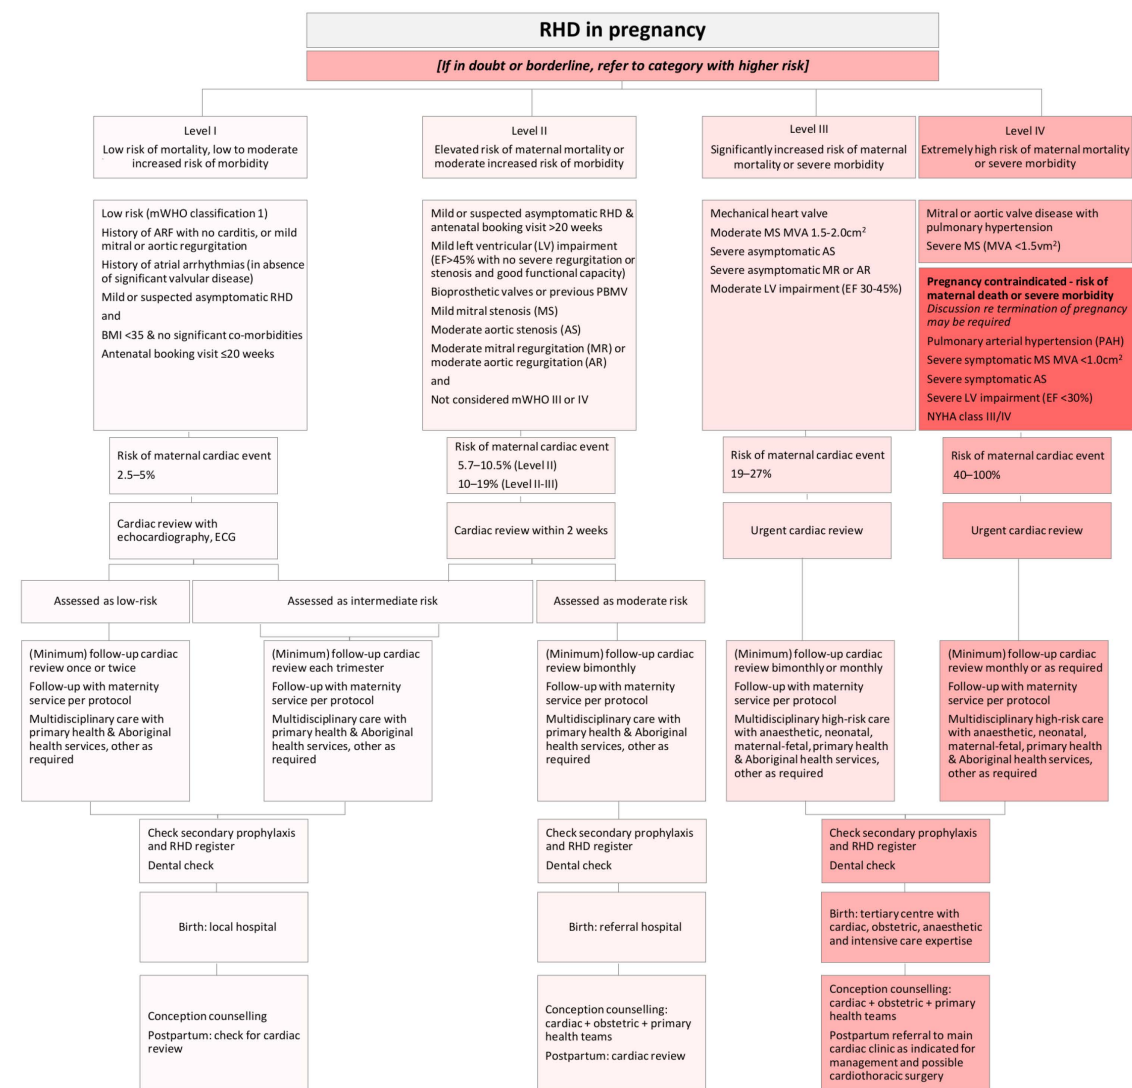 RHD in pregnancy
[If in doubt or borderline, refer to category with higher risk]
Level I
Low risk of mortality, low to moderate
increased risk of morbidity
Level II
Elevated risk of maternal mortality or
moderate increased risk of morbidity
Level III
Significantly increased risk of maternal
mortality or severe morbidity
Level IV
Extremely high risk of maternal mortality
or severe morbidity
Low risk (mWHO classification 1)
History of ARF with no carditis, or mild
mitral or aortic regurgitation
History of atrial arrhythmias (in absence
of significant valvular disease)
Mild or suspected asymptomatic RHD
and
BMI <35 & no significant co-morbidities
Antenatal booking visit ≤20 weeks
Mild or suspected asymptomatic RHD &
antenatal booking visit >20 weeks
Mild left ventricular (LV) impairment
(EF>45% with no severe regurgitation or
stenosis and good functional capacity)
Bioprosthetic valves or previous PBMV
Mild mitral stenosis (MS)
Moderate aortic stenosis (AS)
Moderate mitral regurgitation (MR) or
moderate aortic regurgitation (AR)
and
Not considered mWHO III or IV
Mechanical heart valve
Moderate MS MVA 1.5-2.0cm²
Severe asymptomatic AS
Severe asymptomatic MR or AR
Moderate LV impairment (EF 30-45%)
Mitral or aortic valve disease with
pulmonary hypertension
Severe MS (MVA <1.5vm²)
Pregnancy contraindicated - risk
of maternal death or severe morbidity
Discussion re termination of pregnancy
may be required
Pulmonary arterial hypertension (PAH)
Severe symptomatic MS MVA <1.0cm²
Severe symptomatic AS
Severe LV impairment (EF <30%)
NYHA class III/IV
Risk of maternal cardiac event
2.5–5%
Risk of maternal cardiac event
5.7–10.5% (Level II)
10–19% (Level II-III)
Risk of maternal cardiac event
19–27%
Risk of maternal cardiac event
40–100%
Cardiac review with
echocardiography, ECG
Cardiac review within 2 weeks
Urgent cardiac review
Urgent cardiac review
Assessed as low-risk
Assessed as intermediate risk
Assessed as moderate risk
(Minimum) follow-up cardiac
review once or twice
Follow-up with maternity
service per protocol
Multidisciplinary care with
primary health & Aboriginal
health services, other as
required
(Minimum) follow-up cardiac
review each trimester
Follow-up with maternity
service per protocol
Multidisciplinary care with
primary health & Aboriginal
health services, other as
required
(Minimum) follow-up cardiac
review bimonthly
Follow-up with maternity
service per protocol
Multidisciplinary care with
primary health & Aboriginal
health services, other as
required
(Minimum) follow-up cardiac
review bimonthly or monthly
Follow-up with maternity
service per protocol
Multidisciplinary high-risk care
with anaesthetic, neonatal,
maternal-fetal, primary health
& Aboriginal health services,
other as required
(Minimum) follow-up cardiac
review monthly or as required
Follow-up with maternity
service per protocol
Multidisciplinary high-risk care
with anaesthetic, neonatal,
maternal-fetal, primary health
& Aboriginal health services,
other as required
Check secondary prophylaxis
and RHD register
Dental check
Check secondary prophylaxis
and RHD register
Dental check
Check secondary prophylaxis
and RHD register
Dental check
Birth: local hospital
Birth: referral hospital
Birth: tertiary centre with
cardiac, obstetric, anaesthetic
and intensive care expertise
Conception counselling
Postpartum: check for cardiac
review
Conception counselling:
cardiac + obstetric + primary
health teams
Postpartum: cardiac review
Conception counselling:
cardiac + obstetric + primary
health teams
Postpartum referral to main
cardiac clinic as indicated for
management and possible
cardiothoracic surgery